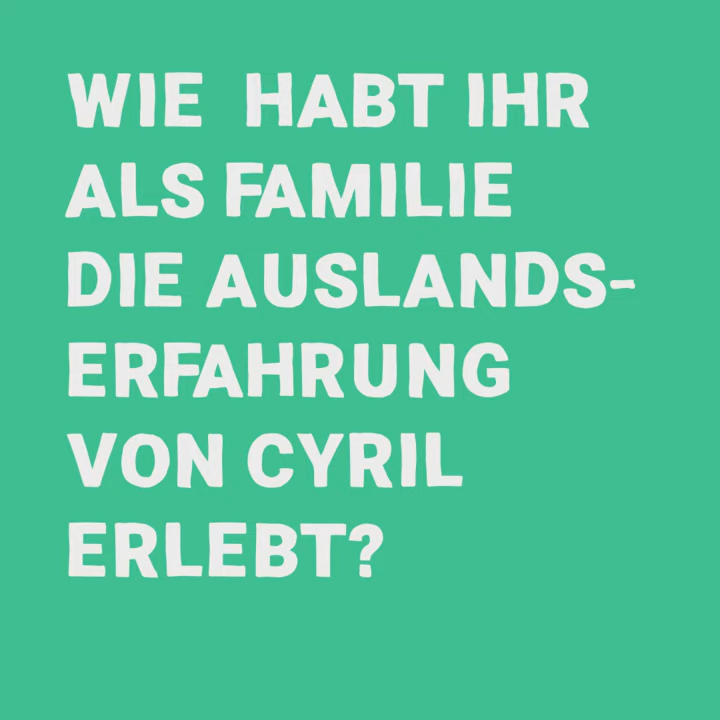 WIE HABT IHR
ALS FAMILIE
DIE AUSLANDS-
ERFAHRUNG
VON CYRIL
ERLEBT?